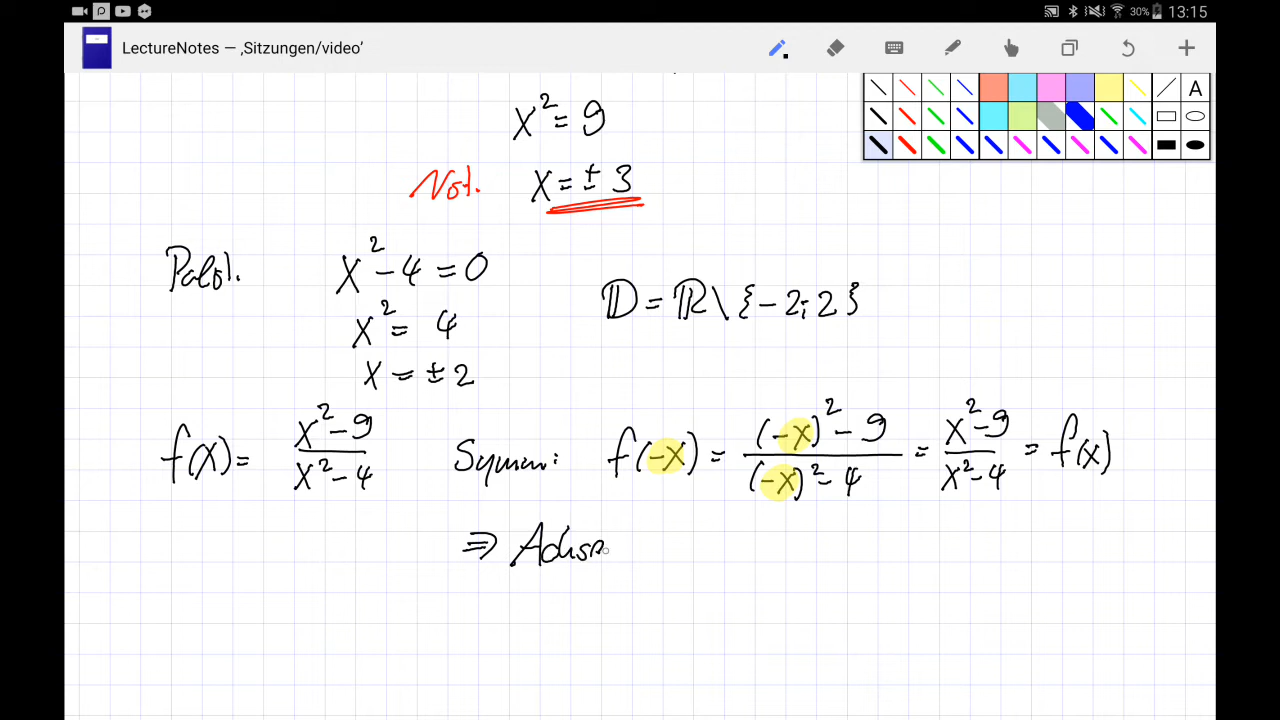 30% 13:15
LectureNotes — ‚Sitzungen/video‘
A
x² = 9
Nst. x = ± 3
Polst. x² - 4 = 0
x² = 4
x = ± 2
𝔻 = ℝ \ {-2; 2}
f(x) = (x² - 9)/(x² - 4) Symm: f(-x) = ((-x)² - 9)/((-x)² - 4) = (x² - 9)/(x² - 4) = f(x)
⇒ Achs